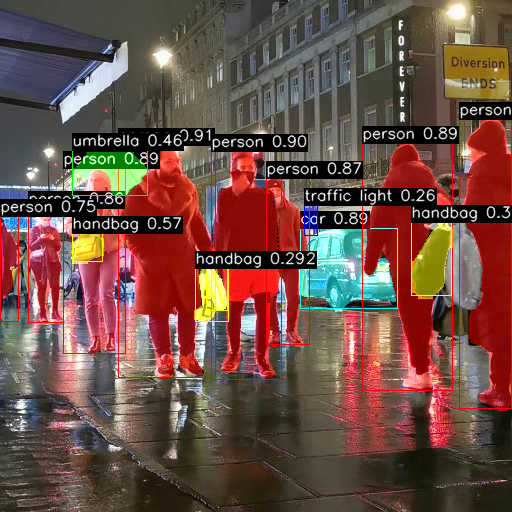 FOREVER
Diversion
ENDS
person
umbrella 0.46
0.91
person 0.90
person 0.89
person 0.89
person 0.87
person 0.86
traffic light 0.26
person 0.75
handbag 0.57
car 0.89
handbag 0.3
handbag 0.292